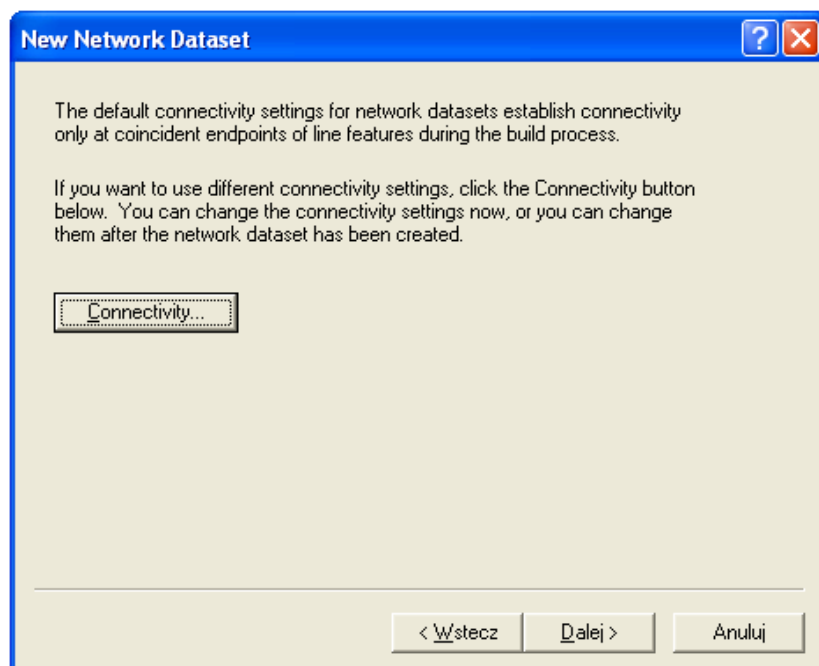 New Network Dataset
The default connectivity settings for network datasets establish connectivity
only at coincident endpoints of line features during the build process.
If you want to use different connectivity settings, click the Connectivity button
below. You can change the connectivity settings now, or you can change
them after the network dataset has been created.
Connectivity...
< Wstecz Dalej > Anuluj